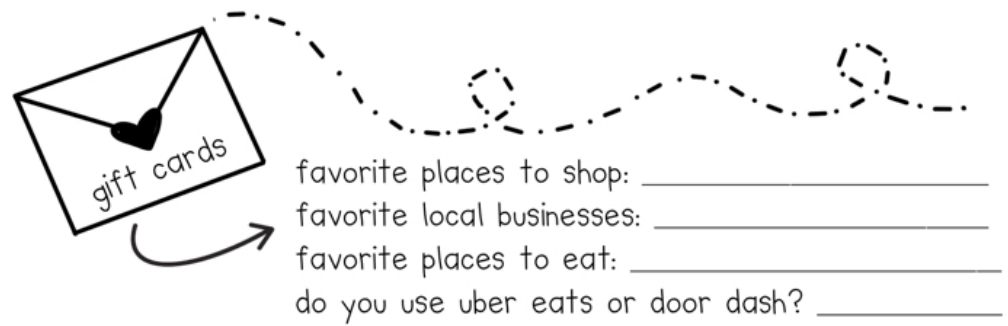 gift cards
favorite places to shop:
favorite local businesses:
favorite places to eat:
do you use uber eats or door dash?